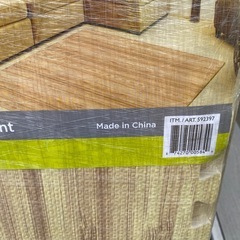 nt
Made in China
ITM. / ART. 592397